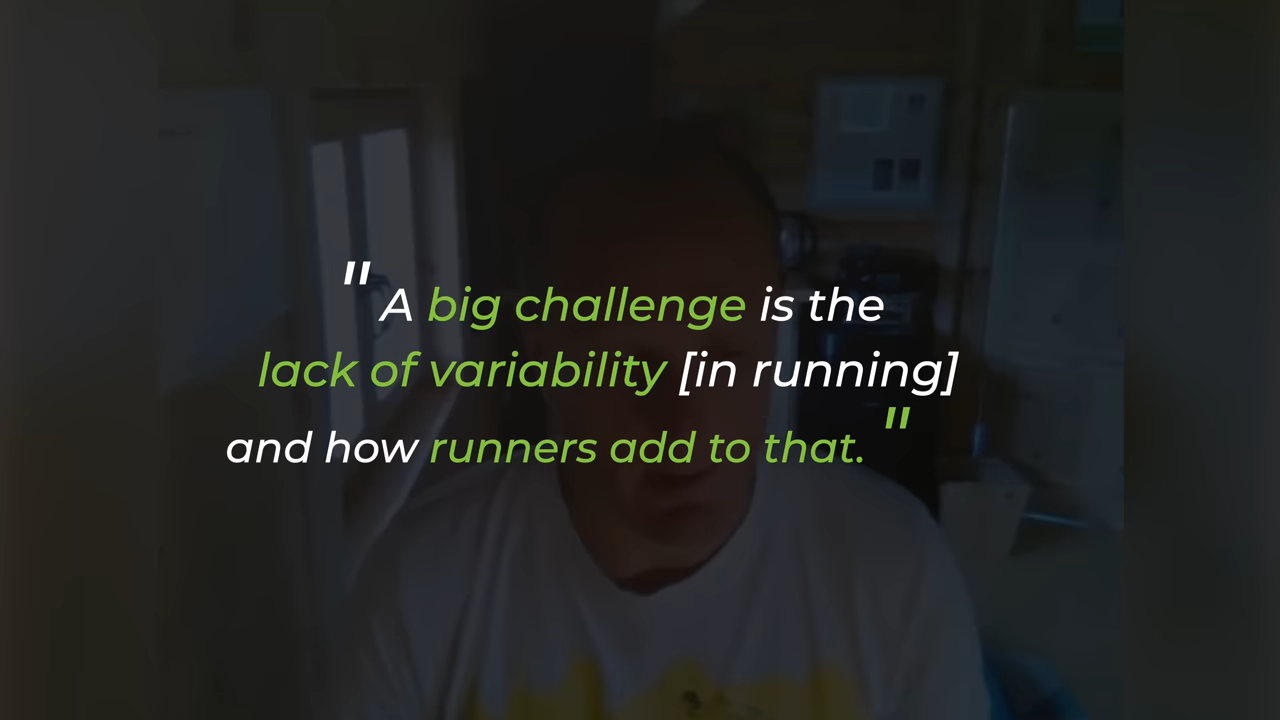 "A big challenge is the
lack of variability [in running]
and how runners add to that."